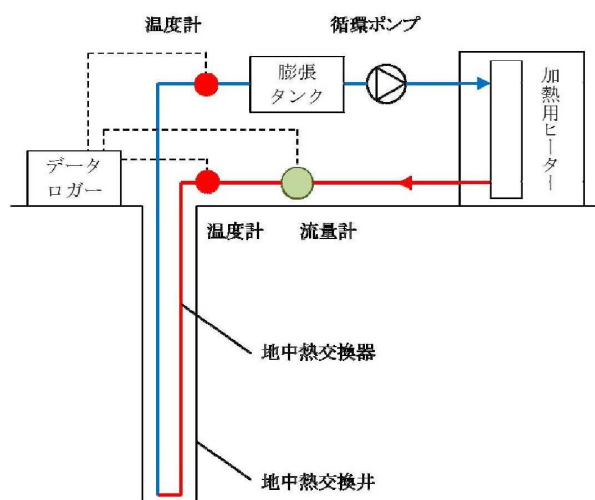 温度計
循環ポンプ
膨張
タンク
加熱用ヒーター
データ
ロガー
温度計
流量計
地中熱交換器
地中熱交換井